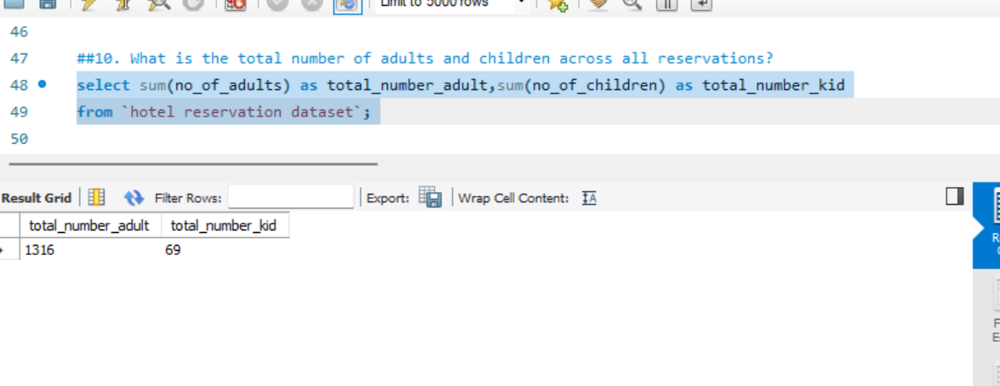 Limit to 5000 rows
46
47 ##10. What is the total number of adults and children across all reservations?
48 select sum(no_of_adults) as total_number_adult,sum(no_of_children) as total_number_kid
49 from `hotel reservation dataset`;
50
Result Grid Filter Rows: Export: Wrap Cell Content:
total_number_adult total_number_kid
1316 69